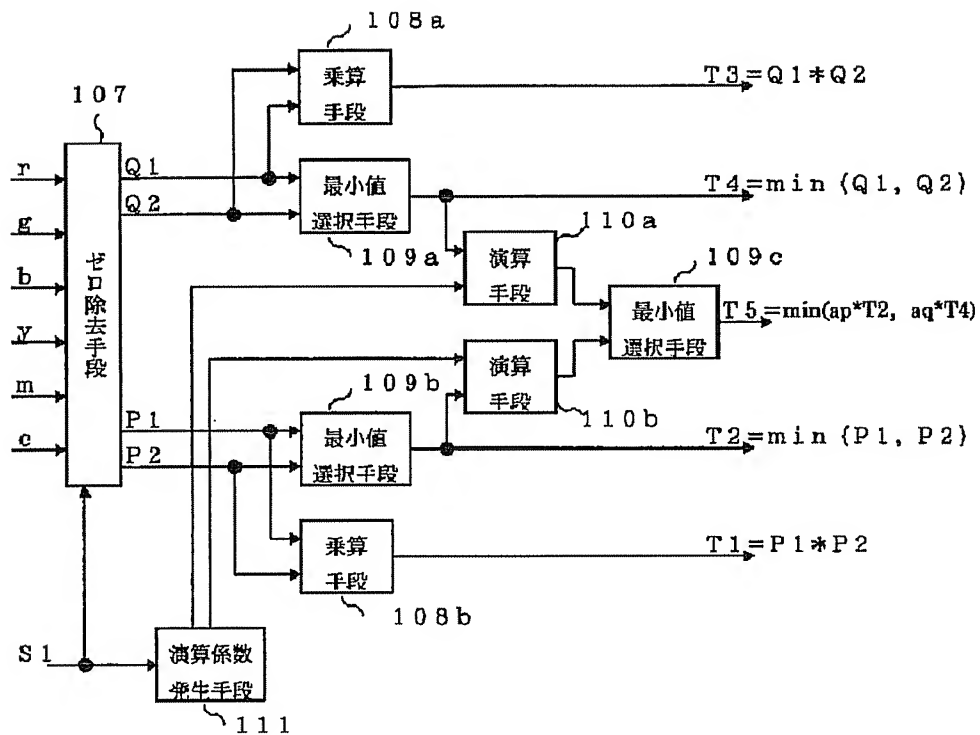 108a
乗算
手段
T3=Q1*Q2
107
r
g
b
y
m
c
ゼロ除去手段
Q1
Q2
最小値
選択手段
109a
T4=min(Q1, Q2)
110a
演算
手段
109c
最小値
選択手段
T5=min(ap*T2, aq*T4)
演算
手段
110b
109b
P1
P2
最小値
選択手段
T2=min(P1, P2)
乗算
手段
108b
T1=P1*P2
S1
演算係数
発生手段
111